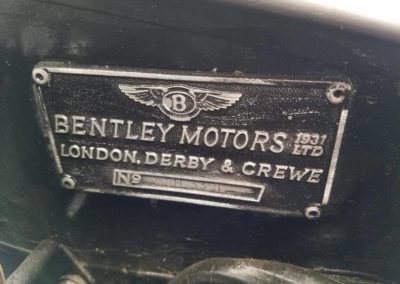 B
BENTLEY MOTORS 1931 LTD
LONDON, DERBY & CREWE
No